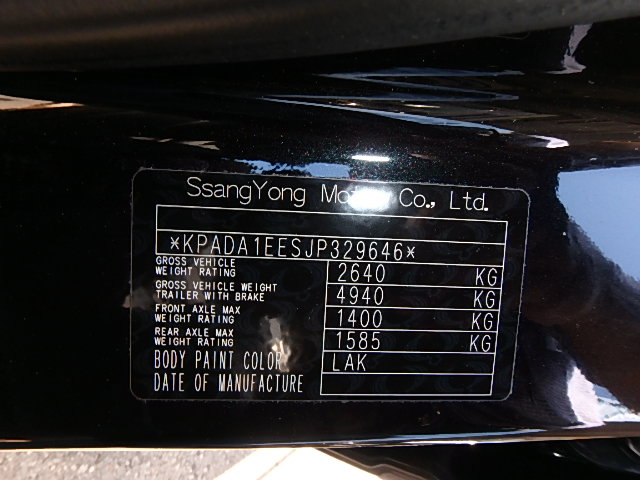 SsangYong Motor Co., Ltd.
*KPADA1EESJP329646*
GROSS VEHICLE WEIGHT RATING 2640 KG
GROSS VEHICLE WEIGHT TRAILER WITH BRAKE 4940 KG
FRONT AXLE MAX WEIGHT RATING 1400 KG
REAR AXLE MAX WEIGHT RATING 1585 KG
BODY PAINT COLOR LAK
DATE OF MANUFACTURE